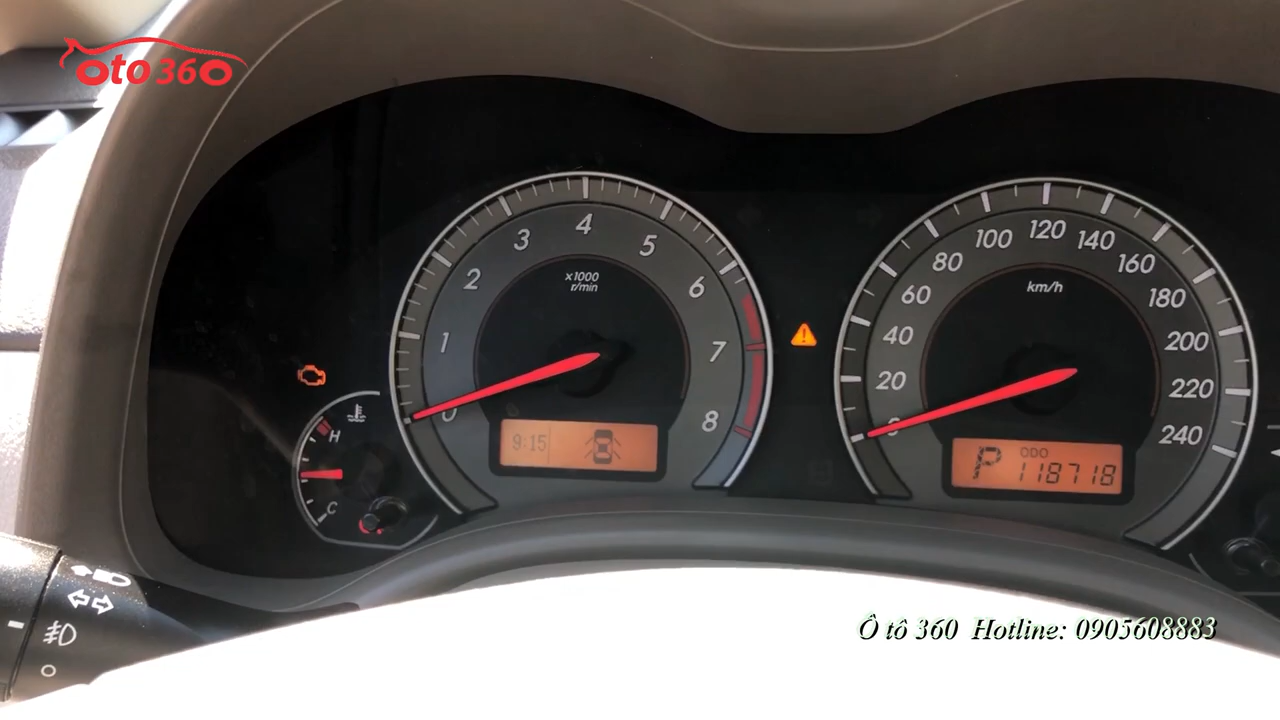 oto360
4
3
5
2
6
x1000
r/min
1
7
0
8
H
C
9:15
120
100
140
80
160
km/h
60
180
40
200
20
220
240
P
ODO
118718
Ô tô 360 Hotline: 0905608883